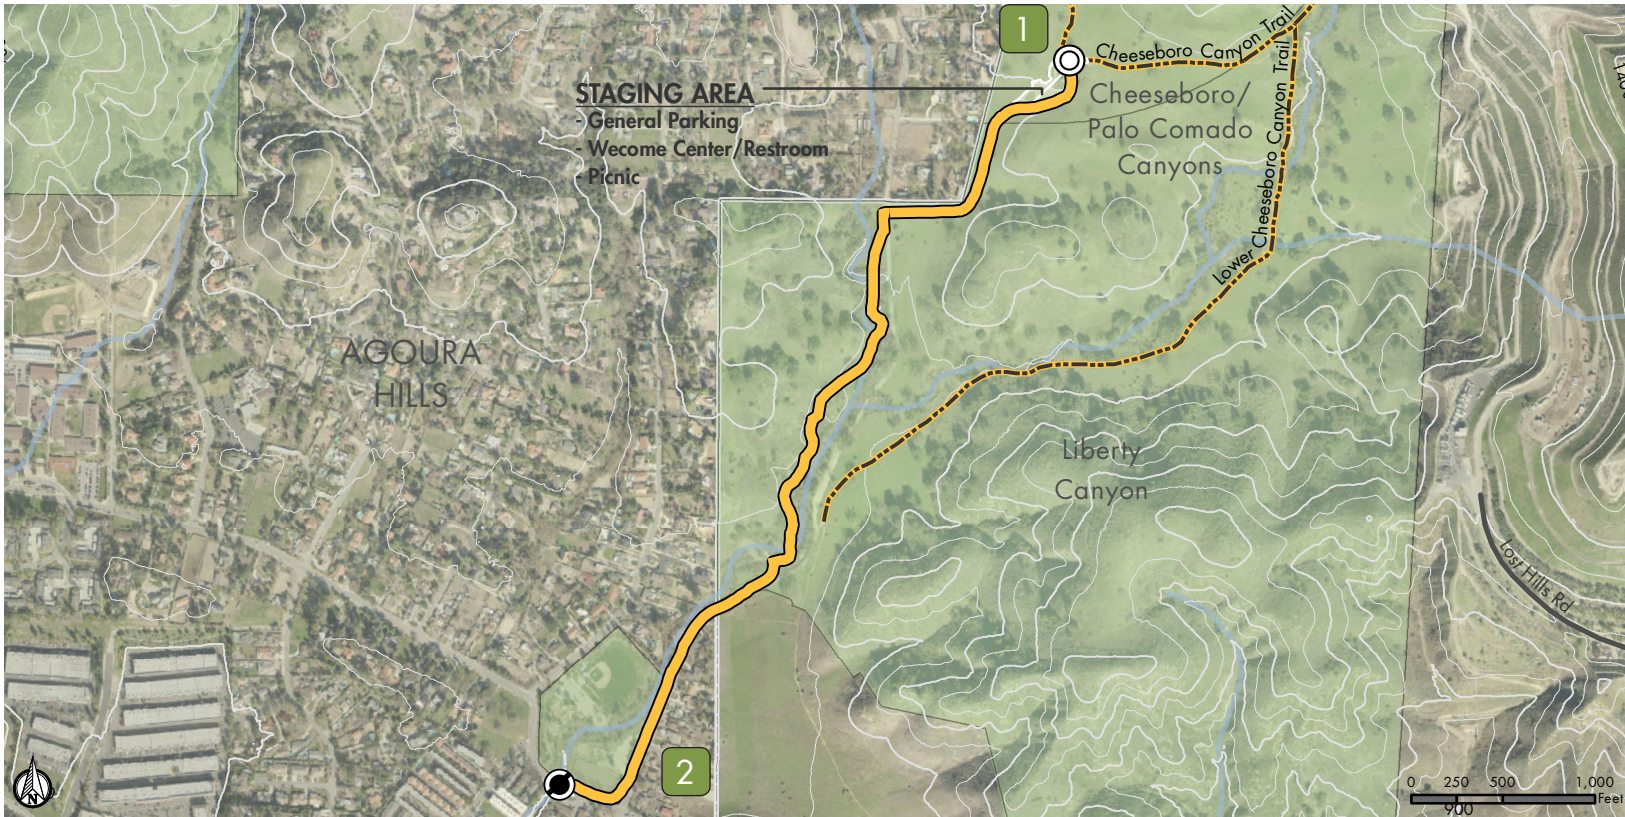 1
Cheeseboro Canyon Trail
STAGING AREA
- General Parking
- Wecome Center/Restroom
- Picnic
Cheeseboro/
Palo Comado
Canyons
Lower Cheeseboro Canyon Trail
AGOURA
HILLS
Liberty
Canyon
Lost Hills Rd
2
N
0 250 500 1,000
Feet
900